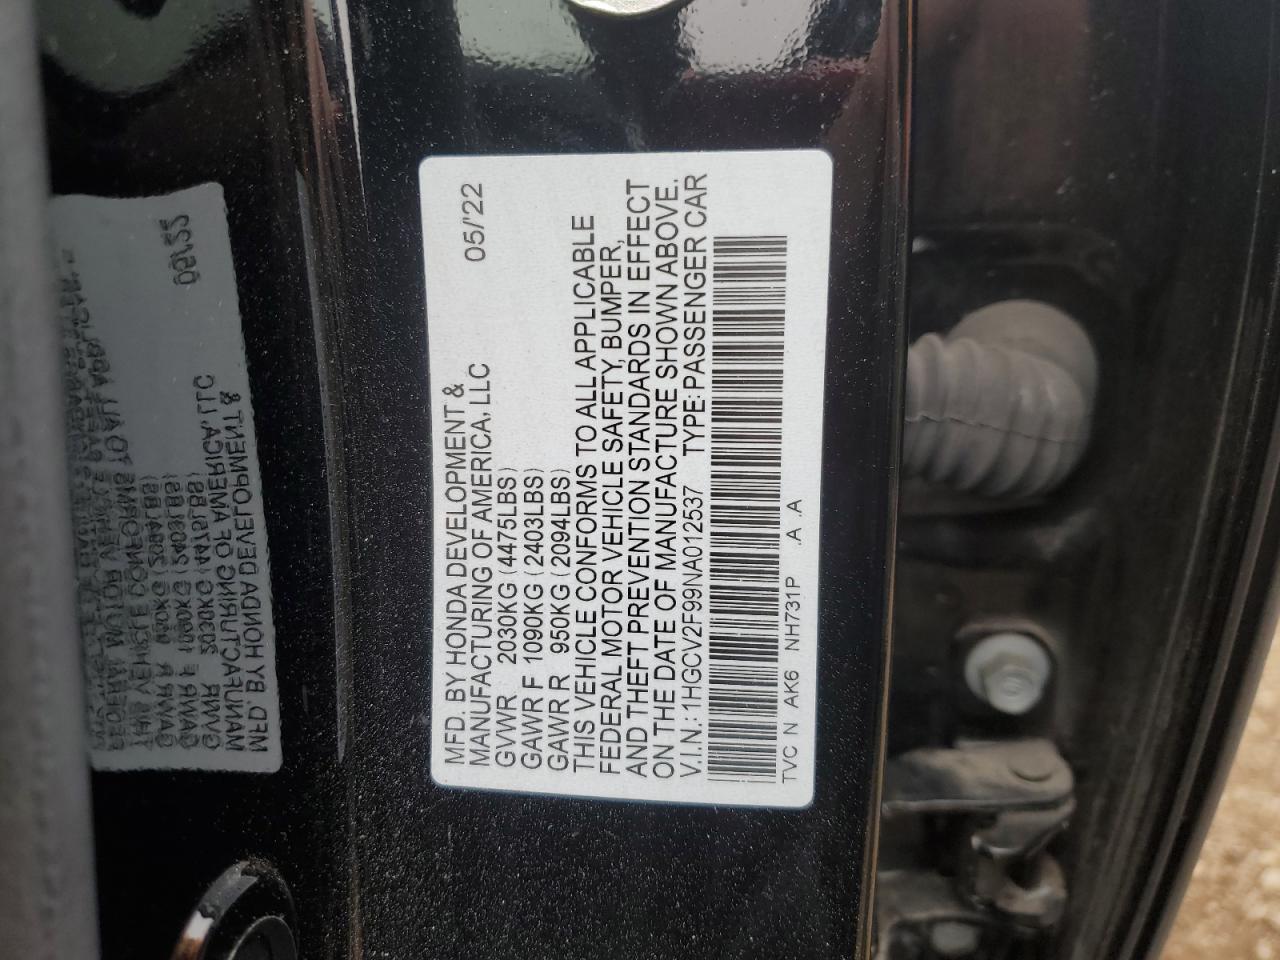 MFD. BY HONDA DEVELOPMENT &
MANUFACTURING OF AMERICA, LLC 05/'22
GVWR 2030KG (4475LBS)
GAWR F 1090KG (2403LBS)
GAWR R 950KG (2094LBS)
THIS VEHICLE CONFORMS TO ALL APPLICABLE
FEDERAL MOTOR VEHICLE SAFETY, BUMPER,
AND THEFT PREVENTION STANDARDS IN EFFECT
ON THE DATE OF MANUFACTURE SHOWN ABOVE.
V.I.N.: 1HGCV2F99NA012537 TYPE: PASSENGER CAR
TVC N AK6 NH731P .A .A